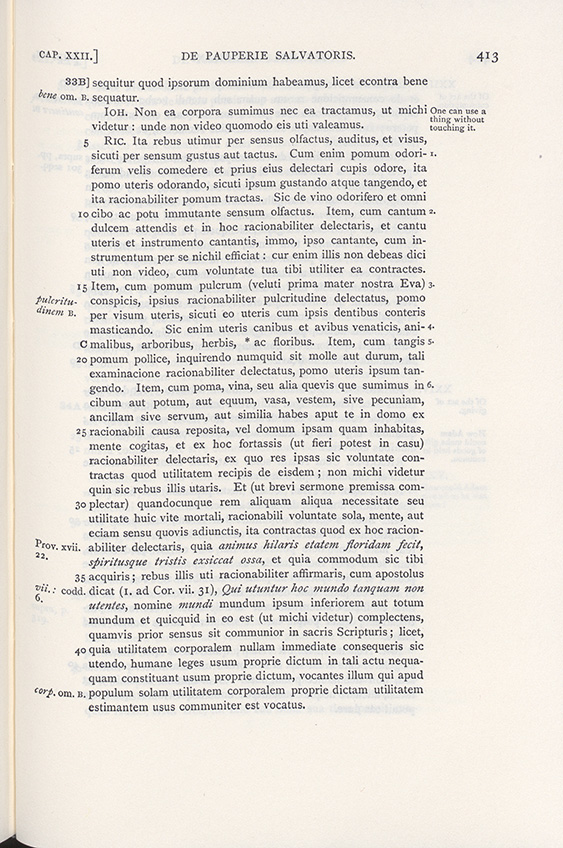 CAP. XXII.] DE PAUPERIE SALVATORIS. 413
33B] sequitur quod ipsorum dominium habeamus, licet econtra bene
bene om. B. sequatur.
IOH. Non ea corpora sumimus nec ea tractamus, ut michi One can use a
videtur : unde non video quomodo eis uti valeamus. thing without
touching it.
5 RIC. Ita rebus utimur per sensus olfactus, auditus, et visus,
sicuti per sensum gustus aut tactus. Cum enim pomum odori- 1.
ferum velis comedere et prius eius delectari cupis odore, ita
pomo uteris odorando, sicuti ipsum gustando atque tangendo, et
ita racionabiliter pomum tractas. Sic de vino odorifero et omni
10 cibo ac potu immutante sensum olfactus. Item, cum cantum 2.
dulcem attendis et in hoc racionabiliter delectaris, et cantu
uteris et instrumento cantantis, immo, ipso cantante, cum in-
strumentum per se nichil efficiat : cur enim illis non debeas dici
uti non video, cum voluntate tua tibi utiliter ea contractes.
15 Item, cum pomum pulcrum (veluti prima mater nostra Eva) 3.
pulcritu- conspicis, ipsius racionabiliter pulcritudine delectatus, pomo
dinem B. per visum uteris, sicuti eo uteris cum ipsis dentibus conteris
masticando. Sic enim uteris canibus et avibus venaticis, ani- 4.
C malibus, arboribus, herbis, * ac floribus. Item, cum tangis 5.
20 pomum pollice, inquirendo numquid sit molle aut durum, tali
examinacione racionabiliter delectatus, pomo uteris ipsum tan-
gendo. Item, cum poma, vina, seu alia quevis que sumimus in 6.
cibum aut potum, aut equum, vasa, vestem, sive pecuniam,
ancillam sive servum, aut similia habes aput te in domo ex
25 racionabili causa reposita, vel domum ipsam quam inhabitas,
mente cogitas, et ex hoc fortassis (ut fieri potest in casu)
racionabiliter delectaris, ex quo res ipsas sic voluntate con-
tractas quod utilitatem recipis de eisdem ; non michi videtur
quin sic rebus illis utaris. Et (ut brevi sermone premissa com-
30 plectar) quandocunque rem aliquam aliqua necessitate seu
utilitate huic vite mortali, racionabili voluntate sola, mente, aut
eciam sensu quovis adiunctis, ita contractas quod ex hoc racion-
Prov. xvii. abiliter delectaris, quia animus hilaris etatem floridam fecit,
22. spiritusque tristis exsiccat ossa, et quia commodum sic tibi
35 acquiris ; rebus illis uti racionabiliter affirmaris, cum apostolus
vii. : codd. dicat (1. ad Cor. vii. 31), Qui utuntur hoc mundo tanquam non
6. utentes, nomine mundi mundum ipsum inferiorem aut totum
mundum et quicquid in eo est (ut michi videtur) complectens,
quamvis prior sensus sit communior in sacris Scripturis ; licet,
40 quia utilitatem corporalem nullam immediate consequeris sic
utendo, humane leges usum proprie dictum in tali actu nequa-
quam constituant usum proprie dictum, vocantes illum qui apud
corp. om. B. populum solam utilitatem corporalem proprie dictam utilitatem
estimantem usus communiter est vocatus.